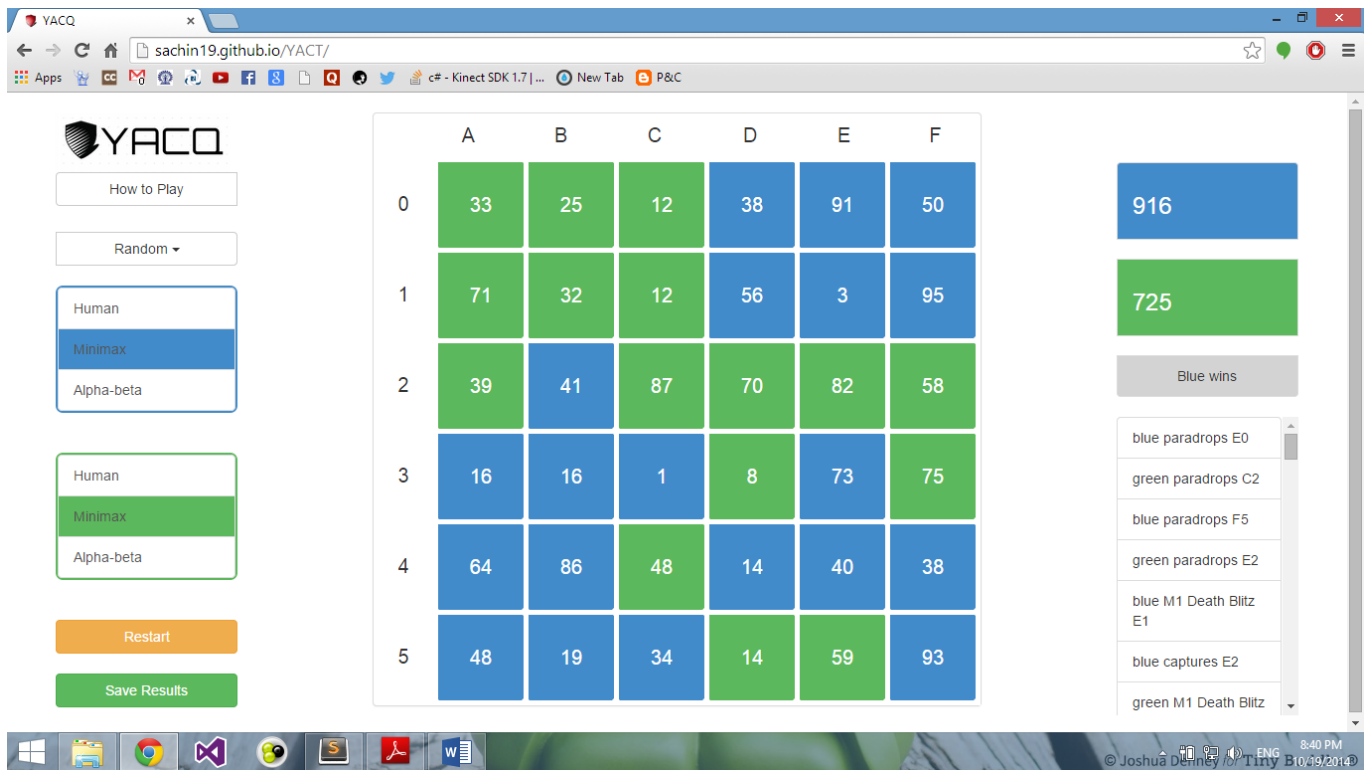 YACQ
sachin19.github.io/YACT/
Apps
c# - Kinect SDK 1.7 | ...
New Tab
P&C
YACQ
How to Play
Random
Human
Minimax
Alpha-beta
Human
Minimax
Alpha-beta
Restart
Save Results
A B C D E F
0 33 25 12 38 91 50
1 71 32 12 56 3 95
2 39 41 87 70 82 58
3 16 16 1 8 73 75
4 64 86 48 14 40 38
5 48 19 34 14 59 93
916
725
Blue wins
blue paradrops E0
green paradrops C2
blue paradrops F5
green paradrops E2
blue M1 Death Blitz
E1
blue captures E2
green M1 Death Blitz
ENG
8:40 PM
10/19/2014
© Joshua